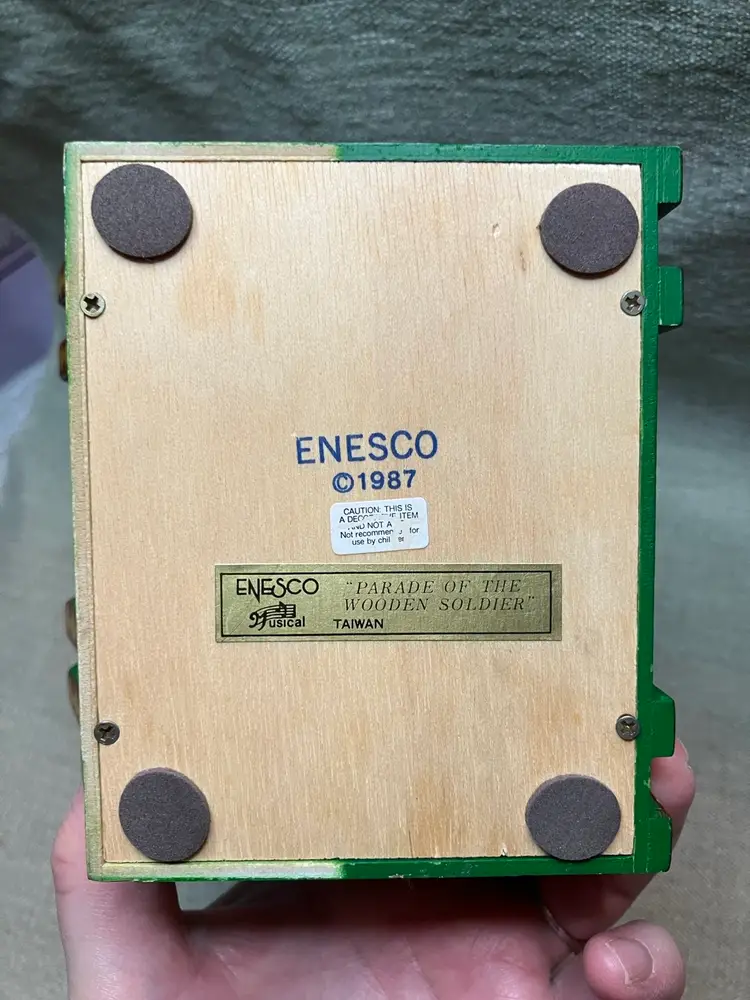 ENESCO
©1987
CAUTION: THIS IS
A ITEM
AND NOT A
Not for
use by
ENESCO "PARADE OF THE
WOODEN SOLDIER"
Musical TAIWAN